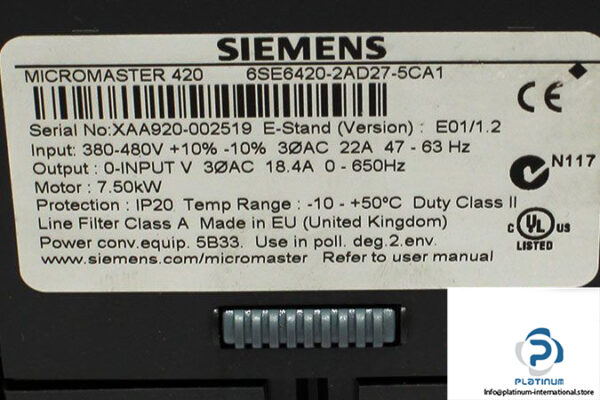 SIEMENS
MICROMASTER 420 6SE6420-2AD27-5CA1
CE
Serial No:XAA920-002519 E-Stand (Version) : E01/1.2
Input: 380-480V +10% -10% 3ØAC 22A 47 - 63 Hz
Output : 0-INPUT V 3ØAC 18.4A 0 - 650Hz
N117
Motor : 7.50kW
Protection : IP20 Temp Range : -10 - +50°C Duty Class II
Line Filter Class A Made in EU (United Kingdom)
c UL us
LISTED
Power conv.equip. 5B33. Use in poll. deg.2.env.
www.siemens.com/micromaster Refer to user manual
PLATINUM
Info@platinum-international.store